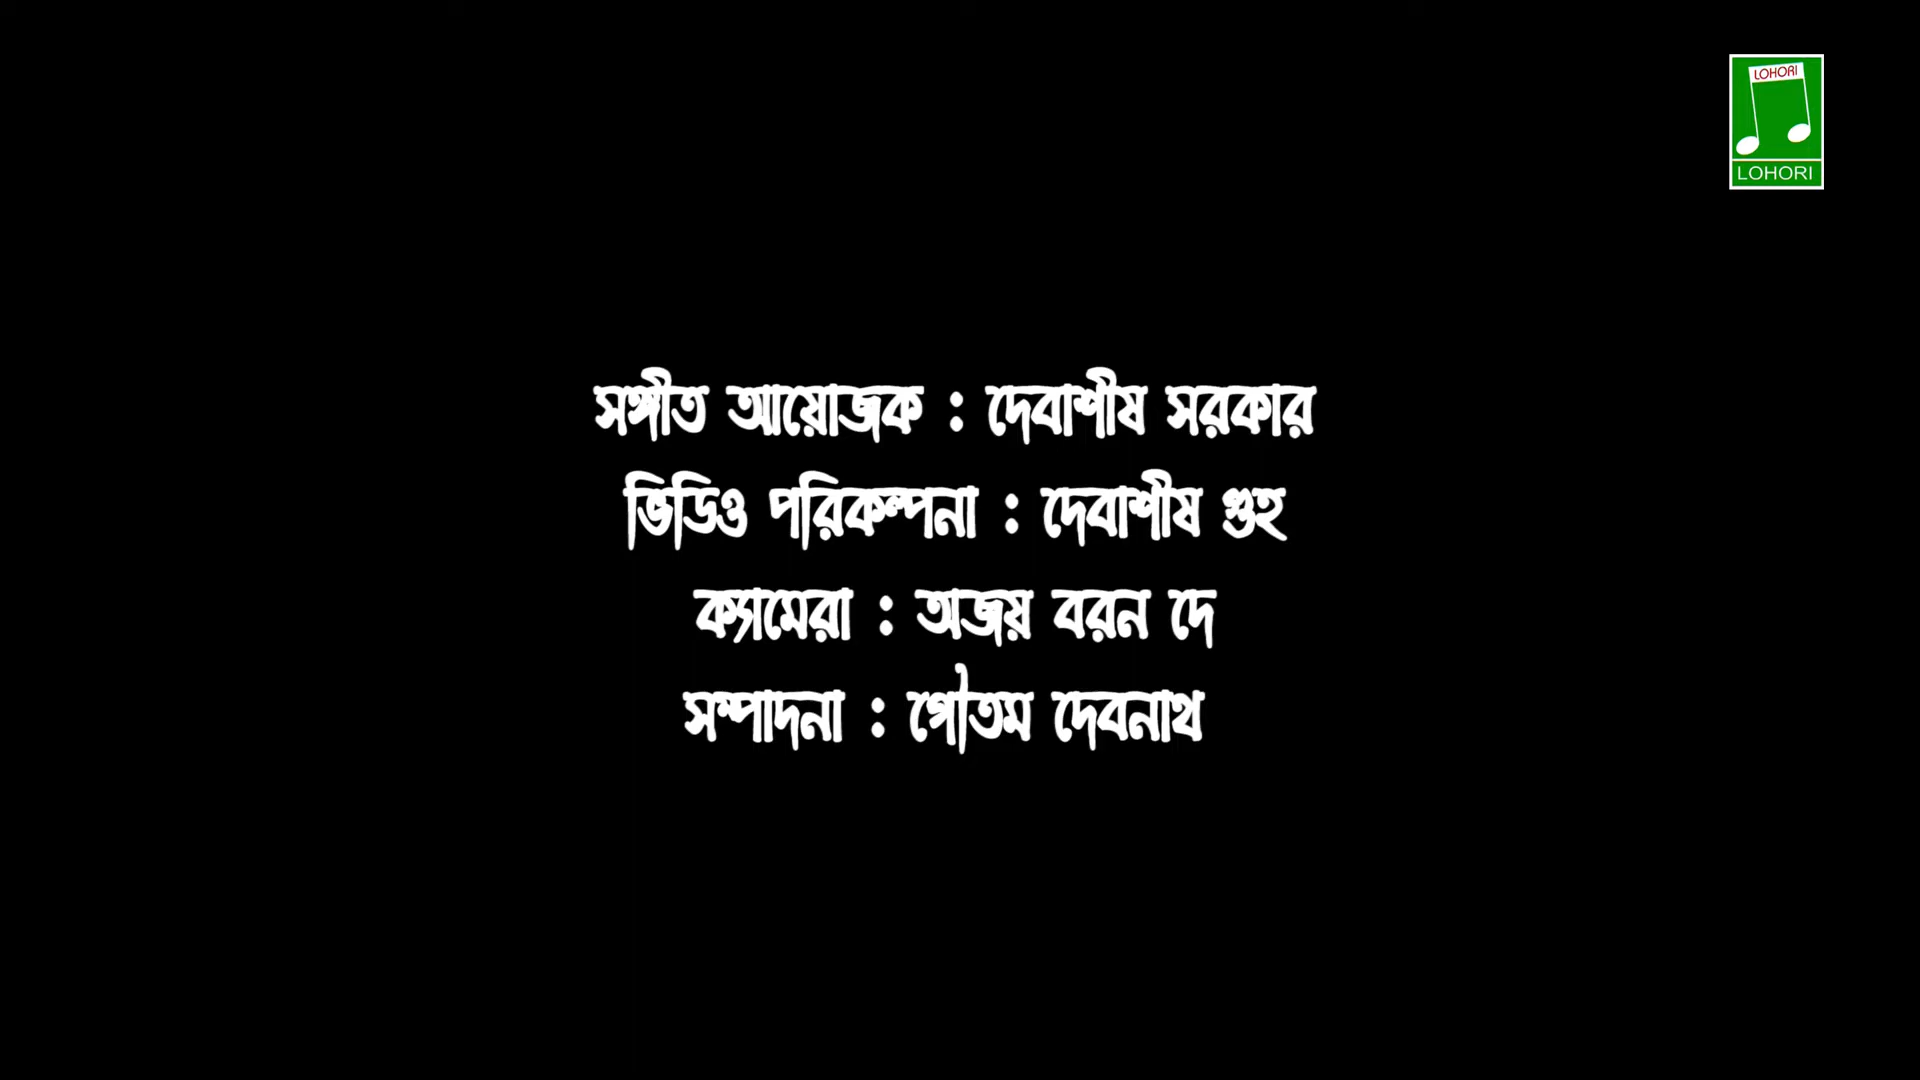 LOHORI
LOHORI
সঙ্গীত আয়োজক : দেবাশীষ সরকার
ভিডিও পরিকল্পনা : দেবাশীষ গুহ
ক্যামেরা : অজয় বরন দে
সম্পাদনা : গৌতম দেবনাথ